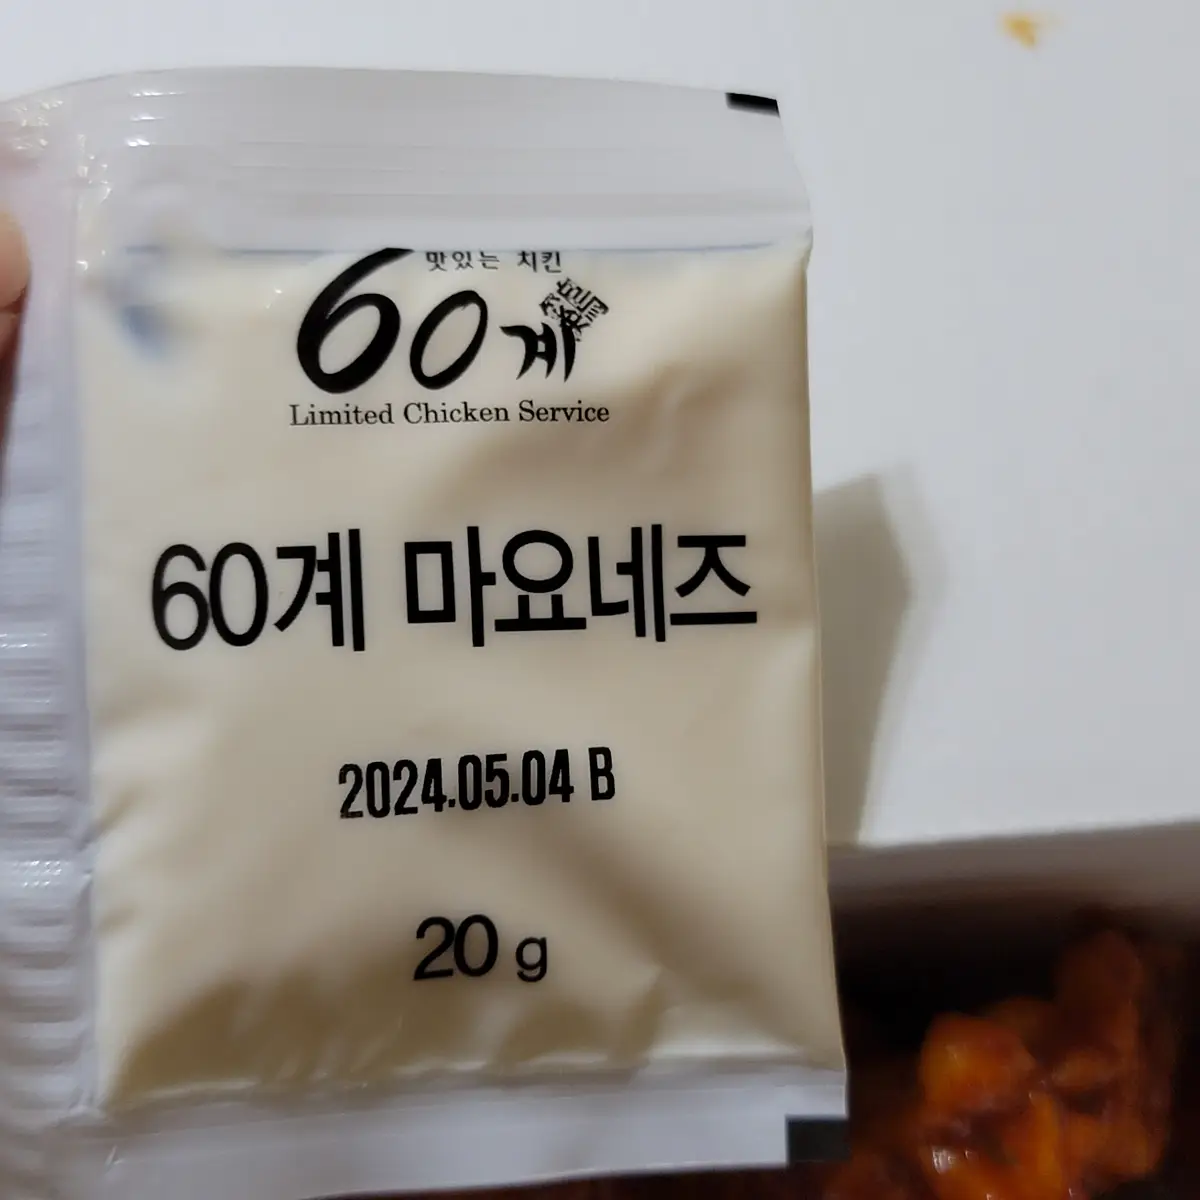 맛있는 치킨
60계
Limited Chicken Service
60계 마요네즈
2024.05.04 B
20 g